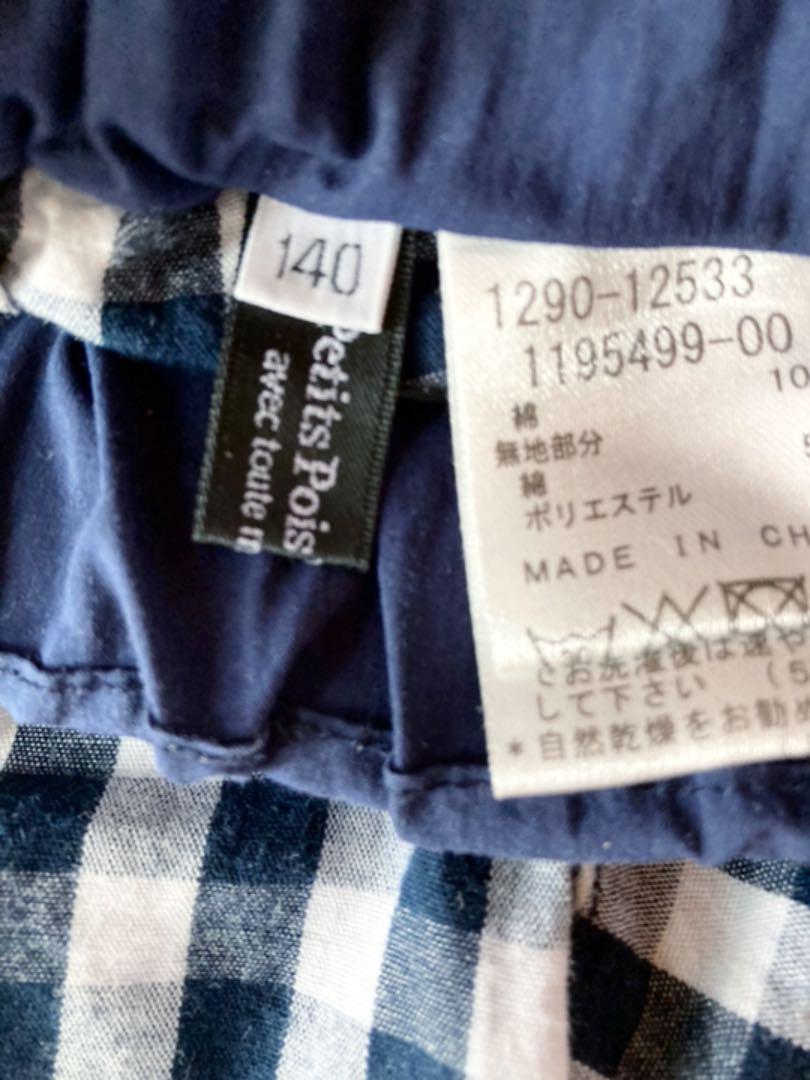 140
Petits Pois
avec toute
1290-12533
1195499-00
10
綿
無地部分
綿
ポリエステル
MADE IN CH
お洗濯後は速や
して下さい (5
*自然乾燥をお勧め